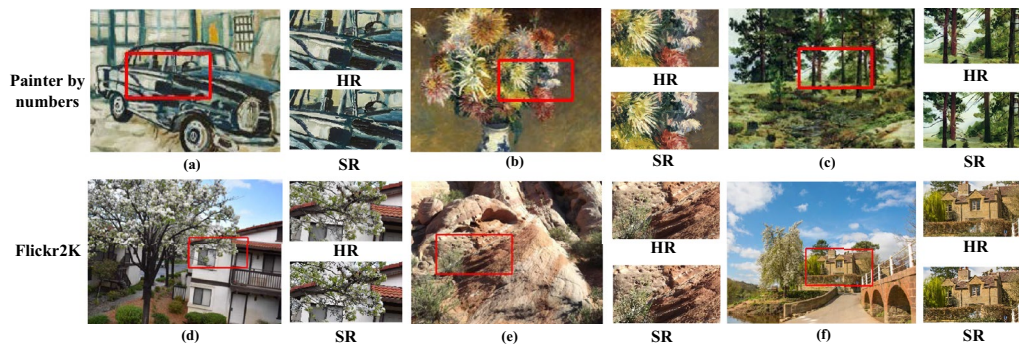 Painter by
numbers
HR
SR
HR
SR
HR
SR
(a)
(b)
(c)
Flickr2K
HR
SR
HR
SR
HR
SR
(d)
(e)
(f)